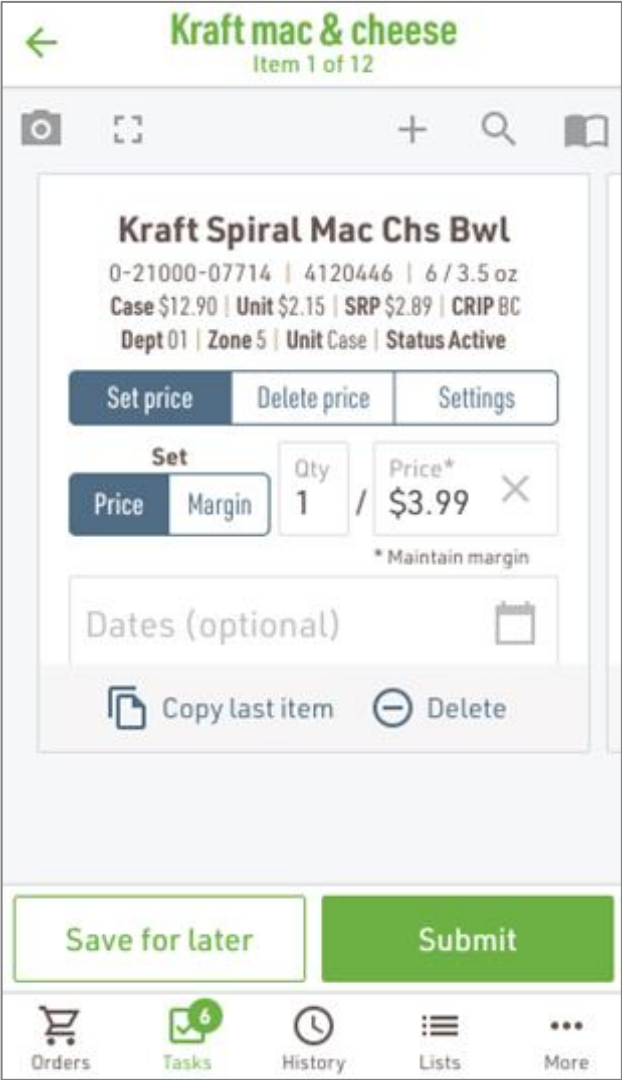 Kraft mac & cheese
Item 1 of 12
Kraft Spiral Mac Chs Bwl
0-21000-07714 | 4120446 | 6 / 3.5 oz
Case $12.90 | Unit $2.15 | SRP $2.89 | CRIP BC
Dept 01 | Zone 5 | Unit Case | Status Active
Set price Delete price Settings
Set
Price Margin
Qty
1
/
Price*
$3.99
* Maintain margin
Dates (optional)
Copy last item Delete
Save for later Submit
6
Orders Tasks History Lists More